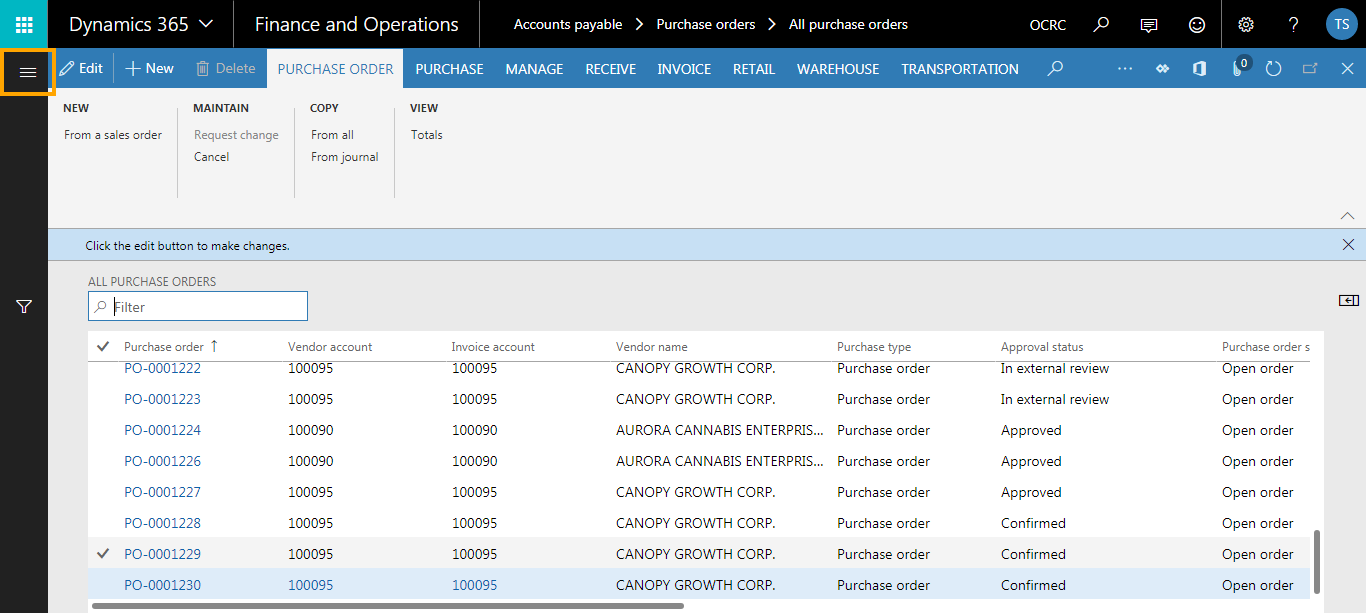 Dynamics 365 Finance and Operations Accounts payable Purchase orders All purchase orders OCRC ? TS
Edit New Delete PURCHASE ORDER PURCHASE MANAGE RECEIVE INVOICE RETAIL WAREHOUSE TRANSPORTATION ... 0
NEW MAINTAIN COPY VIEW
From a sales order Request change From all Totals
Cancel From journal
Click the edit button to make changes.
ALL PURCHASE ORDERS
Filter
Purchase order Vendor account Invoice account Vendor name Purchase type Approval status Purchase order s
PO-0001222 100095 100095 CANOPY GROWTH CORP. Purchase order In external review Open order
PO-0001223 100095 100095 CANOPY GROWTH CORP. Purchase order In external review Open order
PO-0001224 100090 100090 AURORA CANNABIS ENTERPRIS... Purchase order Approved Open order
PO-0001226 100090 100090 AURORA CANNABIS ENTERPRIS... Purchase order Approved Open order
PO-0001227 100095 100095 CANOPY GROWTH CORP. Purchase order Approved Open order
PO-0001228 100095 100095 CANOPY GROWTH CORP. Purchase order Confirmed Open order
PO-0001229 100095 100095 CANOPY GROWTH CORP. Purchase order Confirmed Open order
PO-0001230 100095 100095 CANOPY GROWTH CORP. Purchase order Confirmed Open order